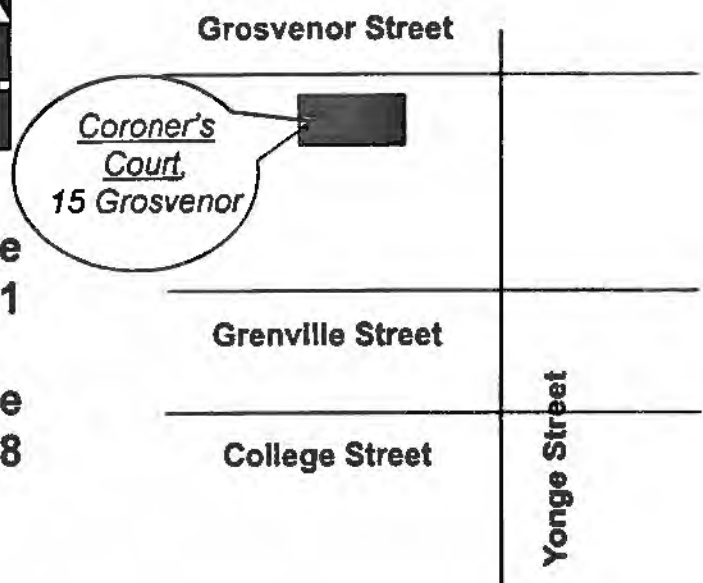 Grosvenor Street
Coroner's
Court,
15 Grosvenor
e
1
Grenville Street
e
8
College Street
Yonge Street